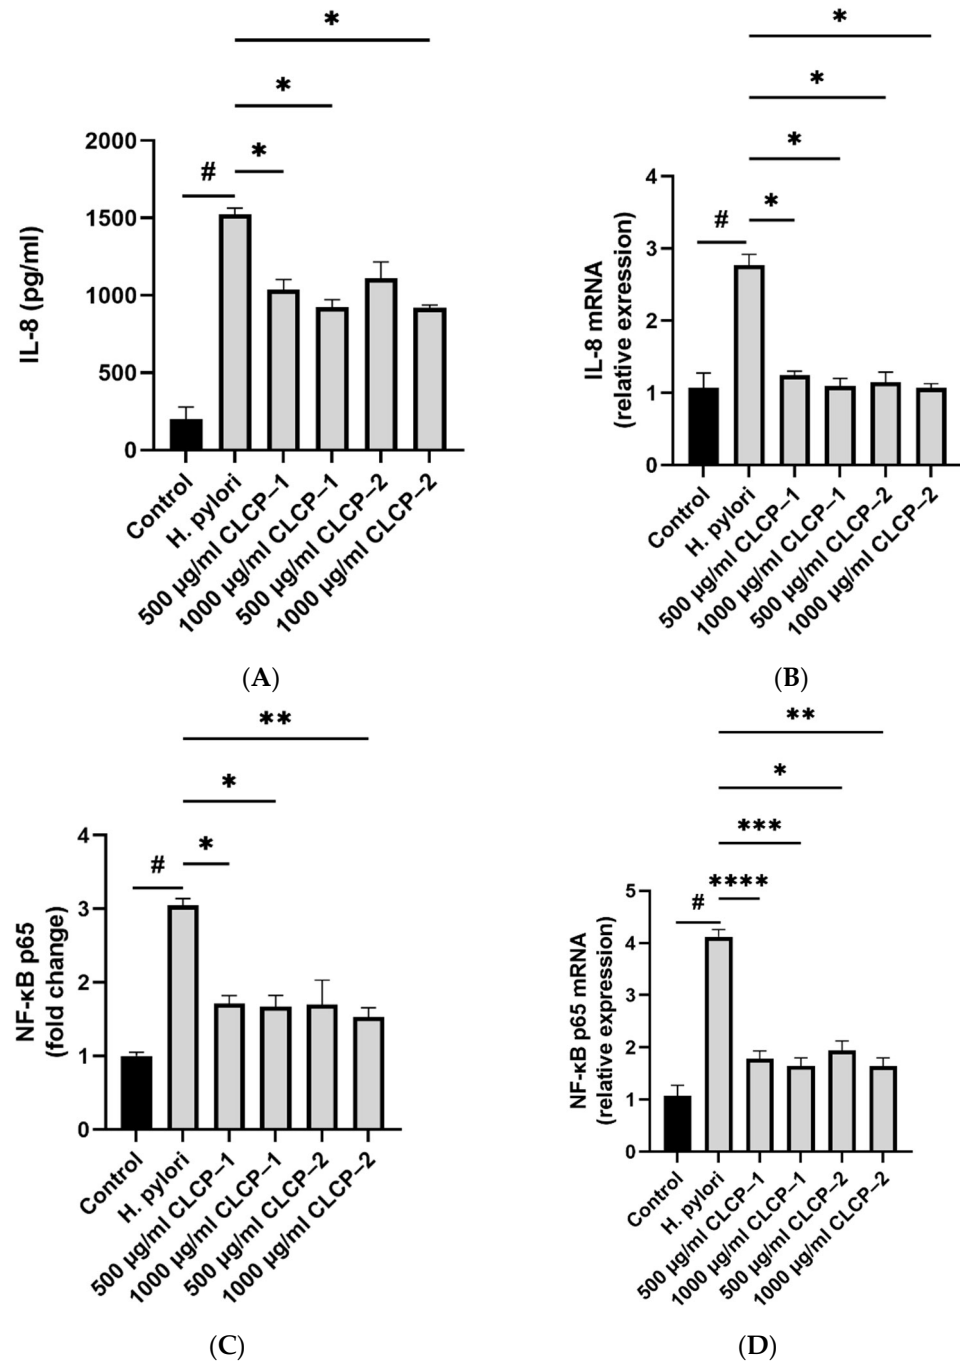 *
*
*
#
2000
1500
1000
500
0
IL-8 (pg/ml)
Control
H. pylori
500 µg/ml CLCP–1
1000 µg/ml CLCP–1
500 µg/ml CLCP–2
1000 µg/ml CLCP–2
(A)
*
*
*
*
#
4
3
2
1
0
IL-8 mRNA
(relative exression)
Control
H. pylori
500 µg/ml CLCP–1
1000 µg/ml CLCP–1
500 µg/ml CLCP–2
1000 µg/ml CLCP–2
(B)
**
*
*
#
4
3
2
1
0
NF-κB p65
(fold change)
Control
H. pylori
500 µg/ml CLCP–1
1000 µg/ml CLCP–1
500 µg/ml CLCP–2
1000 µg/ml CLCP–2
(C)
**
*
***
****
#
5
4
3
2
1
0
NF-κB p65 mRNA
(relative expression)
Control
H. pylori
500 µg/ml CLCP–1
1000 µg/ml CLCP–1
500 µg/ml CLCP–2
1000 µg/ml CLCP–2
(D)